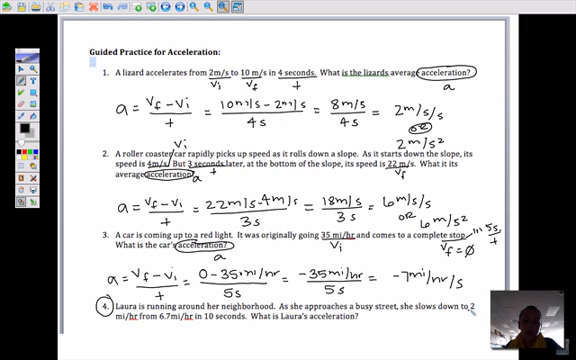 Guided Practice for Acceleration:
1. A lizard accelerates from 2m/s to 10 m/s in 4 seconds. What is the lizards average acceleration?
Vi Vf t a
a = Vf - Vi / t = 10m/s - 2m/s / 4s = 8m/s / 4s = 2m/s/s
or
2m/s²
Vi
2. A roller coaster car rapidly picks up speed as it rolls down a slope. As it starts down the slope, its
speed is 4m/s. But 3 seconds later, at the bottom of the slope, its speed is 22 m/s. What it its
average acceleration? a t Vf
a = Vf - Vi / t = 22m/s - 4m/s / 3s = 18m/s / 3s = 6m/s/s
or
6m/s²
3. A car is coming up to a red light. It was originally going 35 mi/hr and comes to a complete stop. in 5s
What is the car's acceleration? a Vi Vf = 0 t
a = Vf - Vi / t = 0 - 35mi/hr / 5s = -35mi/hr / 5s = -7mi/hr/s
4. Laura is running around her neighborhood. As she approaches a busy street, she slows down to 2
mi/hr from 6.7mi/hr in 10 seconds. What is Laura's acceleration?